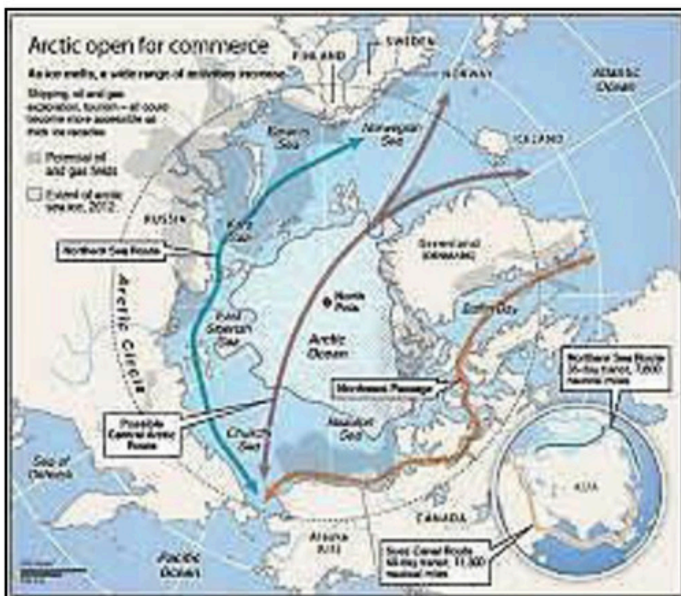 Arctic open for commerce
As ice melts, a wide range of activities increase
Shipping, oil and gas
exploration, tourism – all could
become more accessible as
thick ice recedes
Potential oil
and gas fields
Extent of arctic
sea ice, 2012
FINLAND
SWEDEN
NORWAY
ATLANTIC
Ocean
ICELAND
Barents
Sea
Norwegian
Sea
RUSSIA
Kara
Sea
Northern Sea Route
Greenland
(DENMARK)
North
Pole
Arctic Circle
East
Siberian
Sea
Arctic
Ocean
Baffin Bay
Northwest Passage
Possible
Central Arctic
Route
Chukchi
Sea
Beaufort
Sea
Northern Sea Route
nautical miles
Sea of
Okhotsk
ASIA
CANADA
Alaska
(U.S.)
Pacific
Ocean
Suez Canal Route
nautical miles